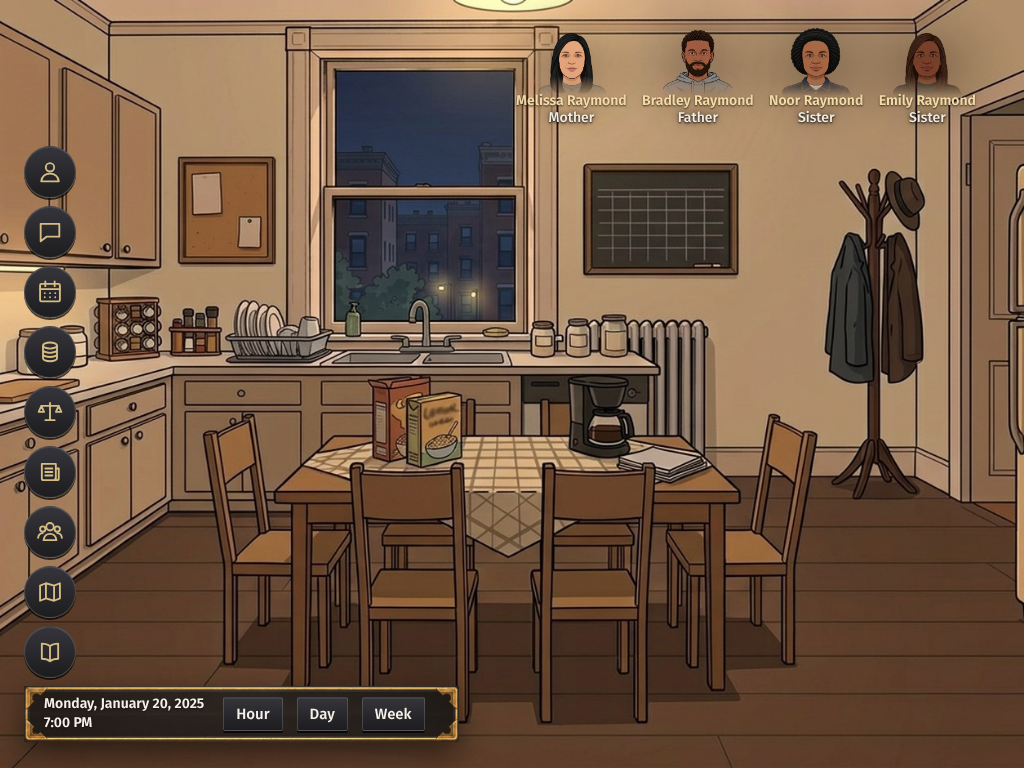 Melissa Raymond
Mother
Bradley Raymond
Father
Noor Raymond
Sister
Emily Raymond
Sister
Monday, January 20, 2025
7:00 PM
Hour
Day
Week